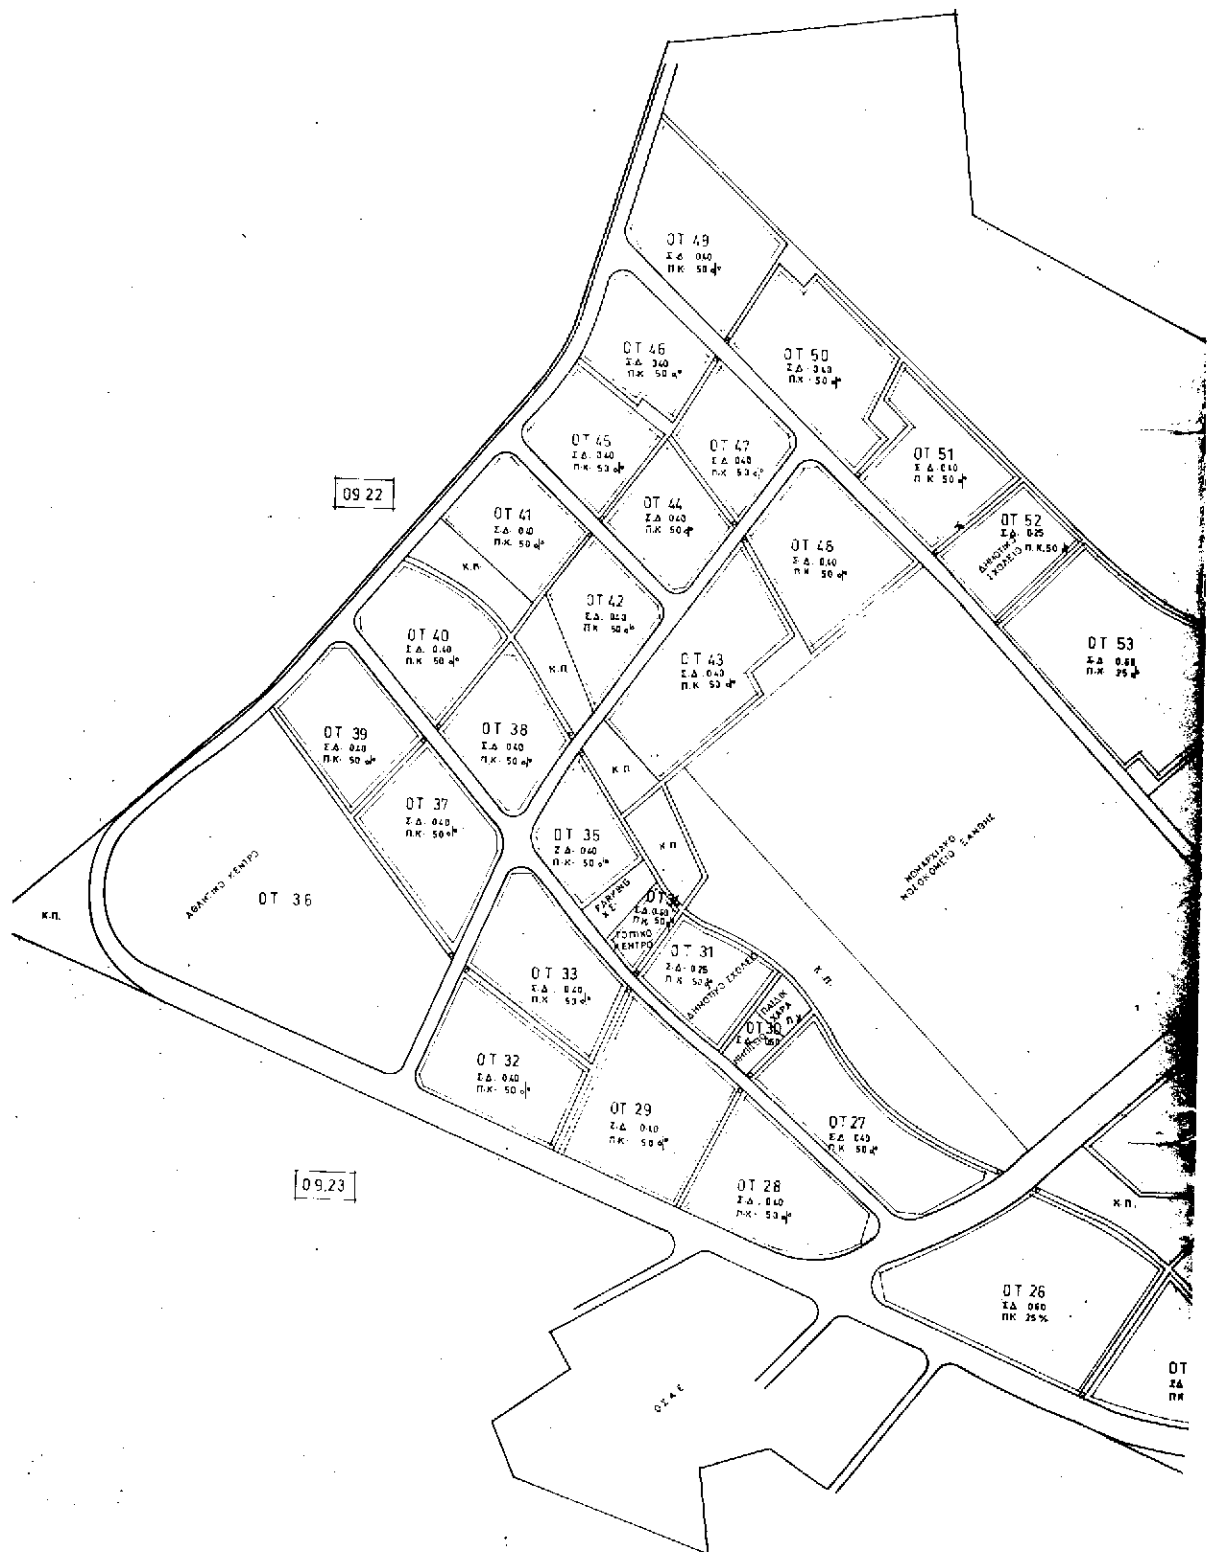 ΟΤ 49
Σ.Δ. 0.40
Π.Κ. 50 ο/ο
ΟΤ 46
Σ.Δ. 0.40
Π.Κ. 50 ο/ο
ΟΤ 50
Σ.Δ. 0.40
Π.Κ. 50 ο/ο
ΟΤ 45
Σ.Δ. 0.40
Π.Κ. 50 ο/ο
ΟΤ 47
Σ.Δ. 0.40
Π.Κ. 50 ο/ο
ΟΤ 51
Σ.Δ. 0.40
Π.Κ. 50 ο/ο
09.22
ΟΤ 41
Σ.Δ. 0.40
Π.Κ. 50 ο/ο
ΟΤ 44
Σ.Δ. 0.40
Π.Κ. 50 ο/ο
ΟΤ 52
Σ.Δ. 0.25
Π.Κ. 50
ΔΗΜΟΤΙΚΟ
ΣΧΟΛΕΙΟ
ΟΤ 48
Σ.Δ. 0.40
Π.Κ. 50 ο/ο
Κ.Π.
ΟΤ 42
Σ.Δ. 0.40
Π.Κ. 50 ο/ο
ΟΤ 40
Σ.Δ. 0.40
Π.Κ. 50 ο/ο
Κ.Π.
ΟΤ 43
Σ.Δ. 0.40
Π.Κ. 50 ο/ο
ΟΤ 53
Σ.Δ. 0.60
Π.Κ. 25
ΟΤ 39
Σ.Δ. 0.40
Π.Κ. 50 ο/ο
ΟΤ 38
Σ.Δ. 0.40
Π.Κ. 50 ο/ο
Κ.Π.
ΟΤ 37
Σ.Δ. 0.40
Π.Κ. 50 ο/ο
ΟΤ 35
Σ.Δ. 0.40
Π.Κ. 50 ο/ο
Κ.Π.
ΝΟΜΑΡΧΙΑΚΟ
ΝΟΣΟΚΟΜΕΙΟ ΞΑΝΘΗΣ
ΑΘΛΗΤΙΚΟ ΚΕΝΤΡΟ
ΟΤ 36
Κ.Π.
PARKING
Χ.Σ.
Σ.Δ. 0.60
Π.Κ. 50
ΤΟΠΙΚΟ
ΚΕΝΤΡΟ
ΟΤ 31
Σ.Δ. 0.25
Π.Κ. 50
ΔΗΜΟΤΙΚΟ ΣΧΟΛΕΙΟ
Κ.Π.
ΟΤ 33
Σ.Δ. 0.40
Π.Κ. 50 ο/ο
ΠΑΙΔΙΚ
ΧΑΡΑ
ΟΤ 30
ΟΤ 32
Σ.Δ. 0.40
Π.Κ. 50 ο/ο
ΟΤ 29
Σ.Δ. 0.40
Π.Κ. 50 ο/ο
ΟΤ 27
Σ.Δ. 0.40
Π.Κ. 50 ο/ο
09.23
ΟΤ 28
Σ.Δ. 0.40
Π.Κ. 50 ο/ο
Κ.Π.
ΟΤ 26
Σ.Δ. 0.60
Π.Κ. 25 %
ΟΤ
Σ.Δ
Π.Κ
Ο.Σ.Α.Ε.